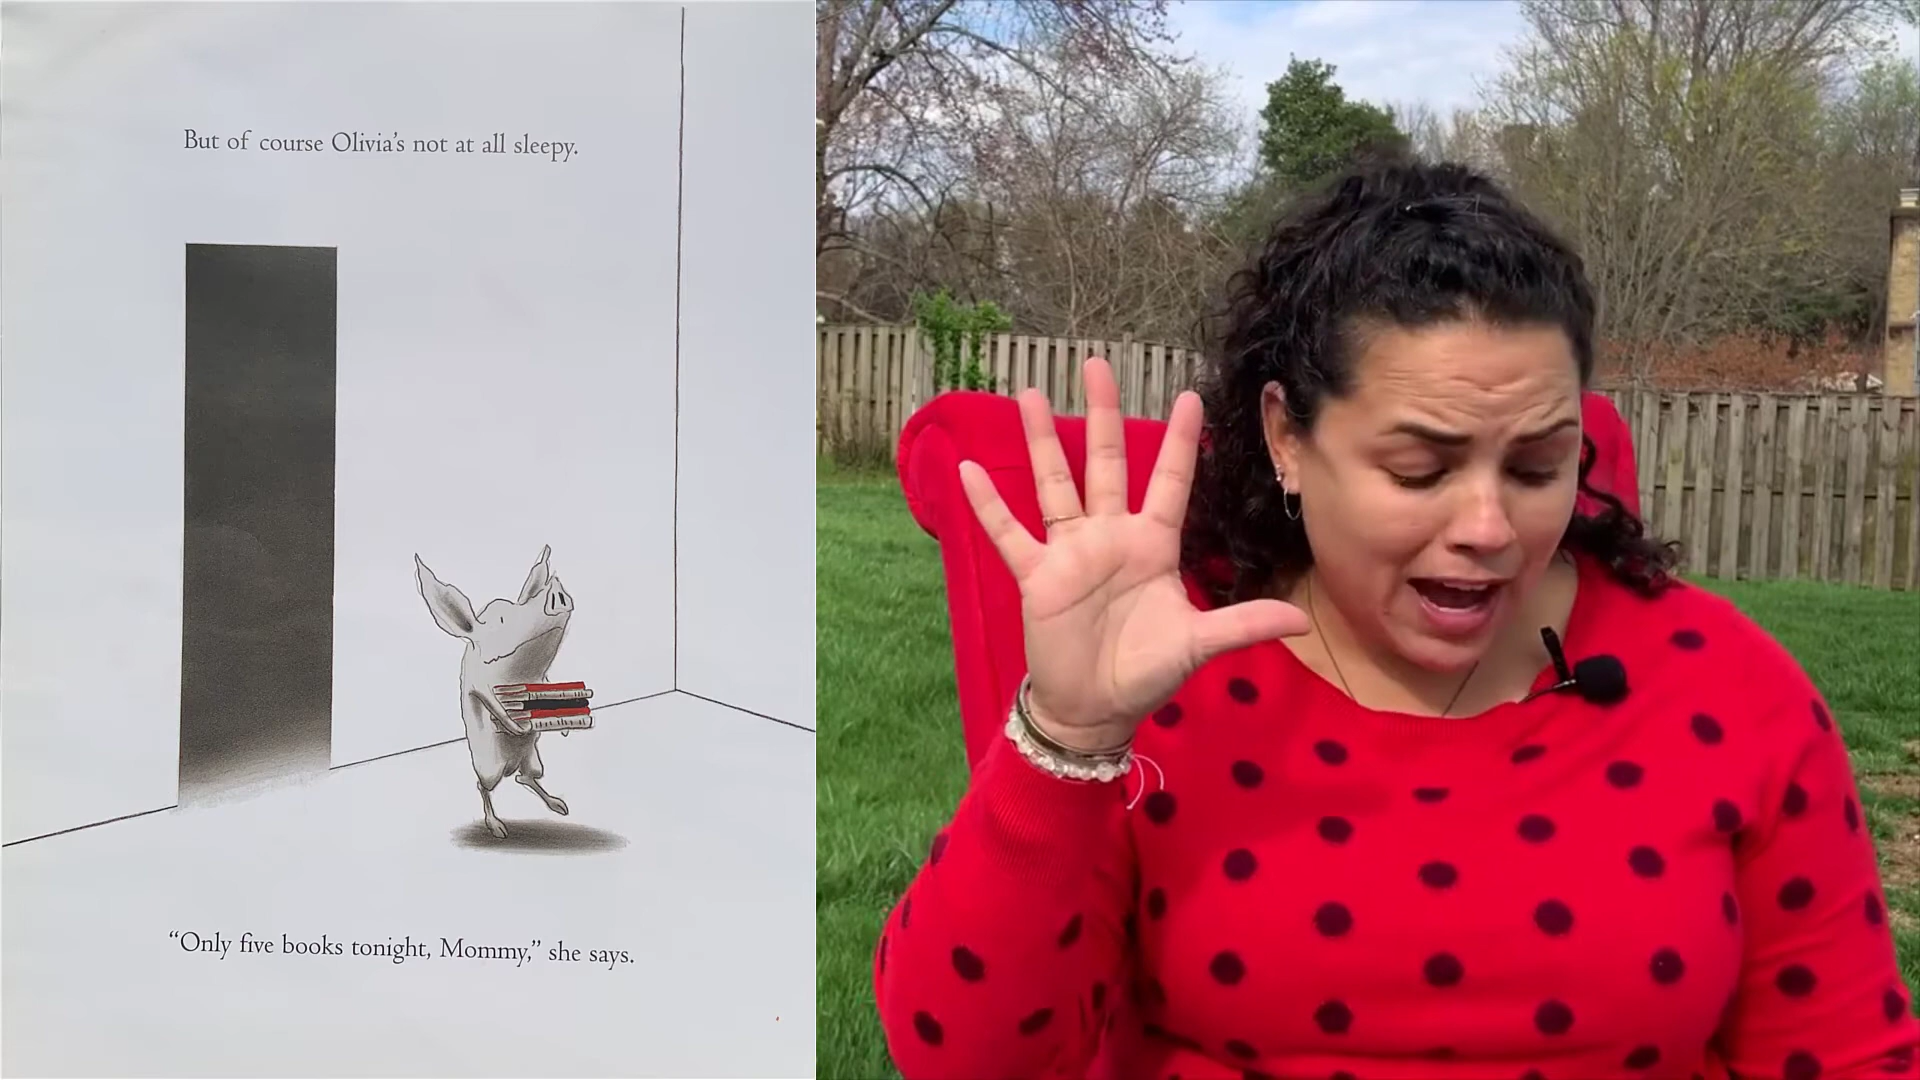 But of course Olivia’s not at all sleepy.
“Only five books tonight, Mommy,” she says.